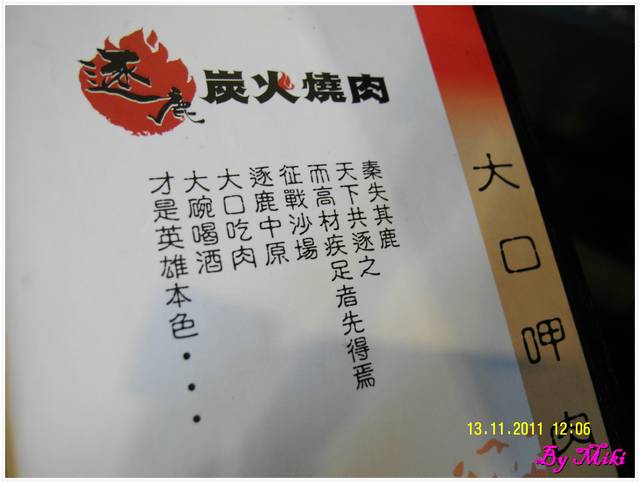 逐鹿 炭火燒肉
秦失其鹿
天下共逐之
而高材疾足者先得焉
征戰沙場
逐鹿中原
大口吃肉
大碗喝酒
才是英雄本色...
大口呷肉
13.11.2011 12:06
By Miki